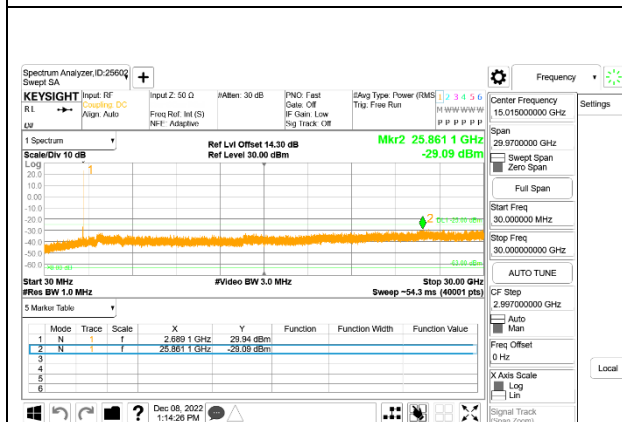 Spectrum Analyzer,ID:25602
Swept SA
+
Frequency
KEYSIGHT Input: RF Input Z: 50 Ω #Atten: 30 dB PNO: Fast #Avg Type: Power (RMS 1 2 3 4 5 6
RL Coupling: DC Gate: Off Trig: Free Run M W W W W W
Align: Auto Freq Ref: Int (S) IF Gain: Low
NFE: Adaptive Sig Track: Off P P P P P P
Center Frequency
15.015000000 GHz
Settings
1 Spectrum
Scale/Div 10 dB
Ref Lvl Offset 14.30 dB
Ref Level 30.00 dBm
Mkr2 25.861 1 GHz
-29.09 dBm
Span
29.9700000 GHz
Swept Span
Zero Span
Full Span
Log
1
20.0
10.0
0.00
-10.0
-20.0
-30.0
-40.0
-50.0
-60.0
2
Start Freq
30.000000 MHz
Stop Freq
30.00000000 GHz
AUTO TUNE
Start 30 MHz #Video BW 3.0 MHz Stop 30.00 GHz
#Res BW 1.0 MHz Sweep ~54.3 ms (40001 pts)
CF Step
2.997000000 GHz
Auto
Man
5 Marker Table
Mode Trace Scale X Y Function Function Width Function Value
1 N 1 f 2.689 1 GHz 29.94 dBm
2 N 1 f 25.861 1 GHz -29.09 dBm
3
4
5
6
Freq Offset
0 Hz
X Axis Scale
Log
Lin
Local
Signal Track
(Span Zoom)
? Dec 08, 2022
1:14:26 PM